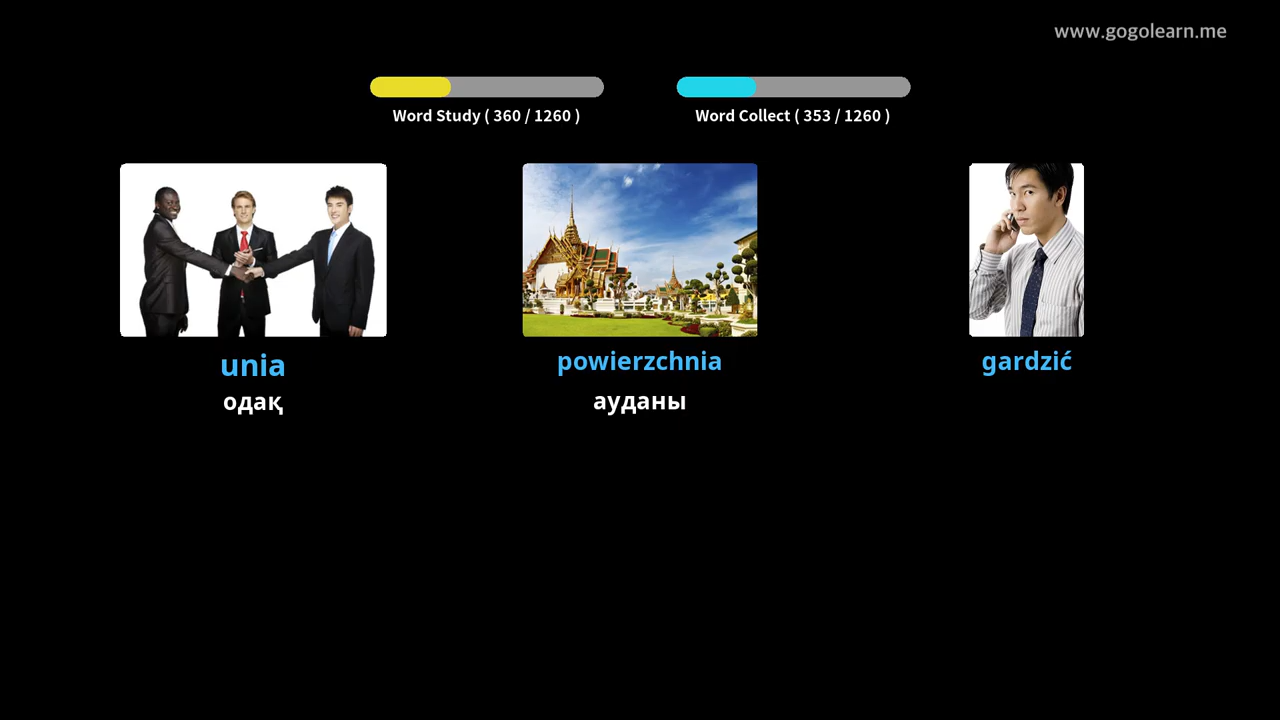 www.gogolearn.me
Word Study ( 360 / 1260 )
Word Collect ( 353 / 1260 )
unia
одақ
powierzchnia
ауданы
gardzić